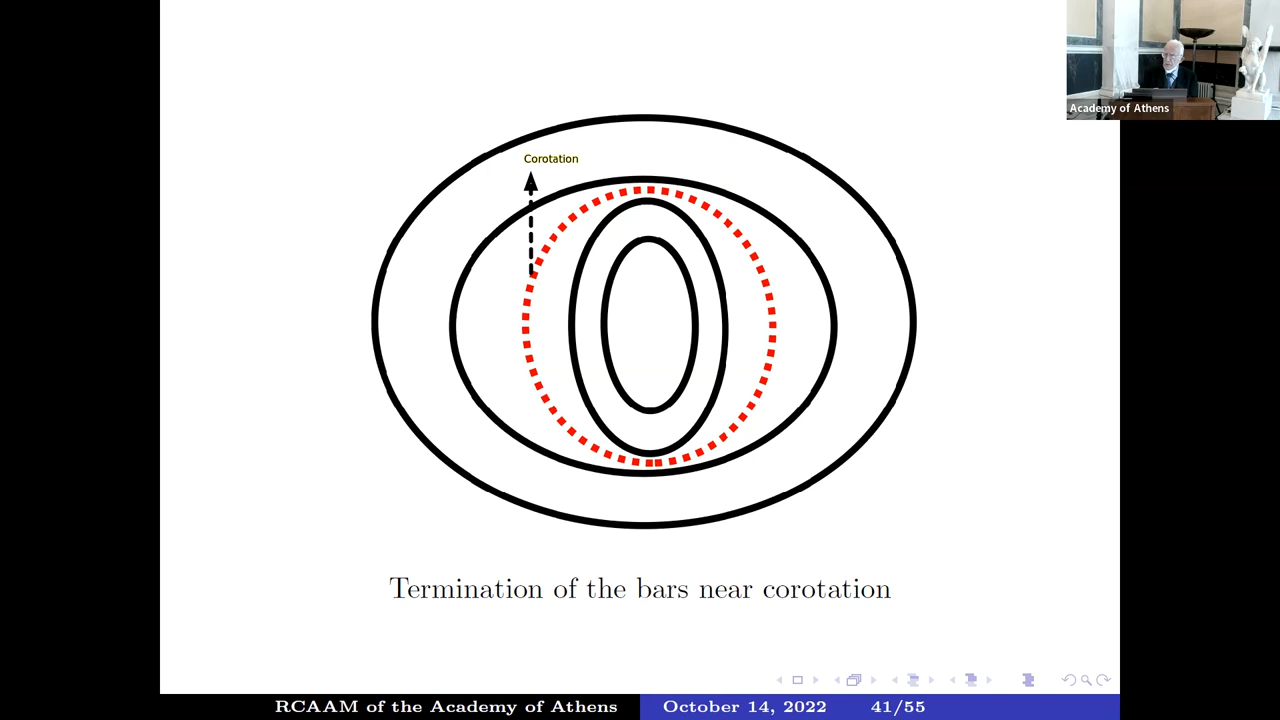 Academy of Athens
Corotation
Termination of the bars near corotation
RCAAM of the Academy of Athens October 14, 2022 41/55